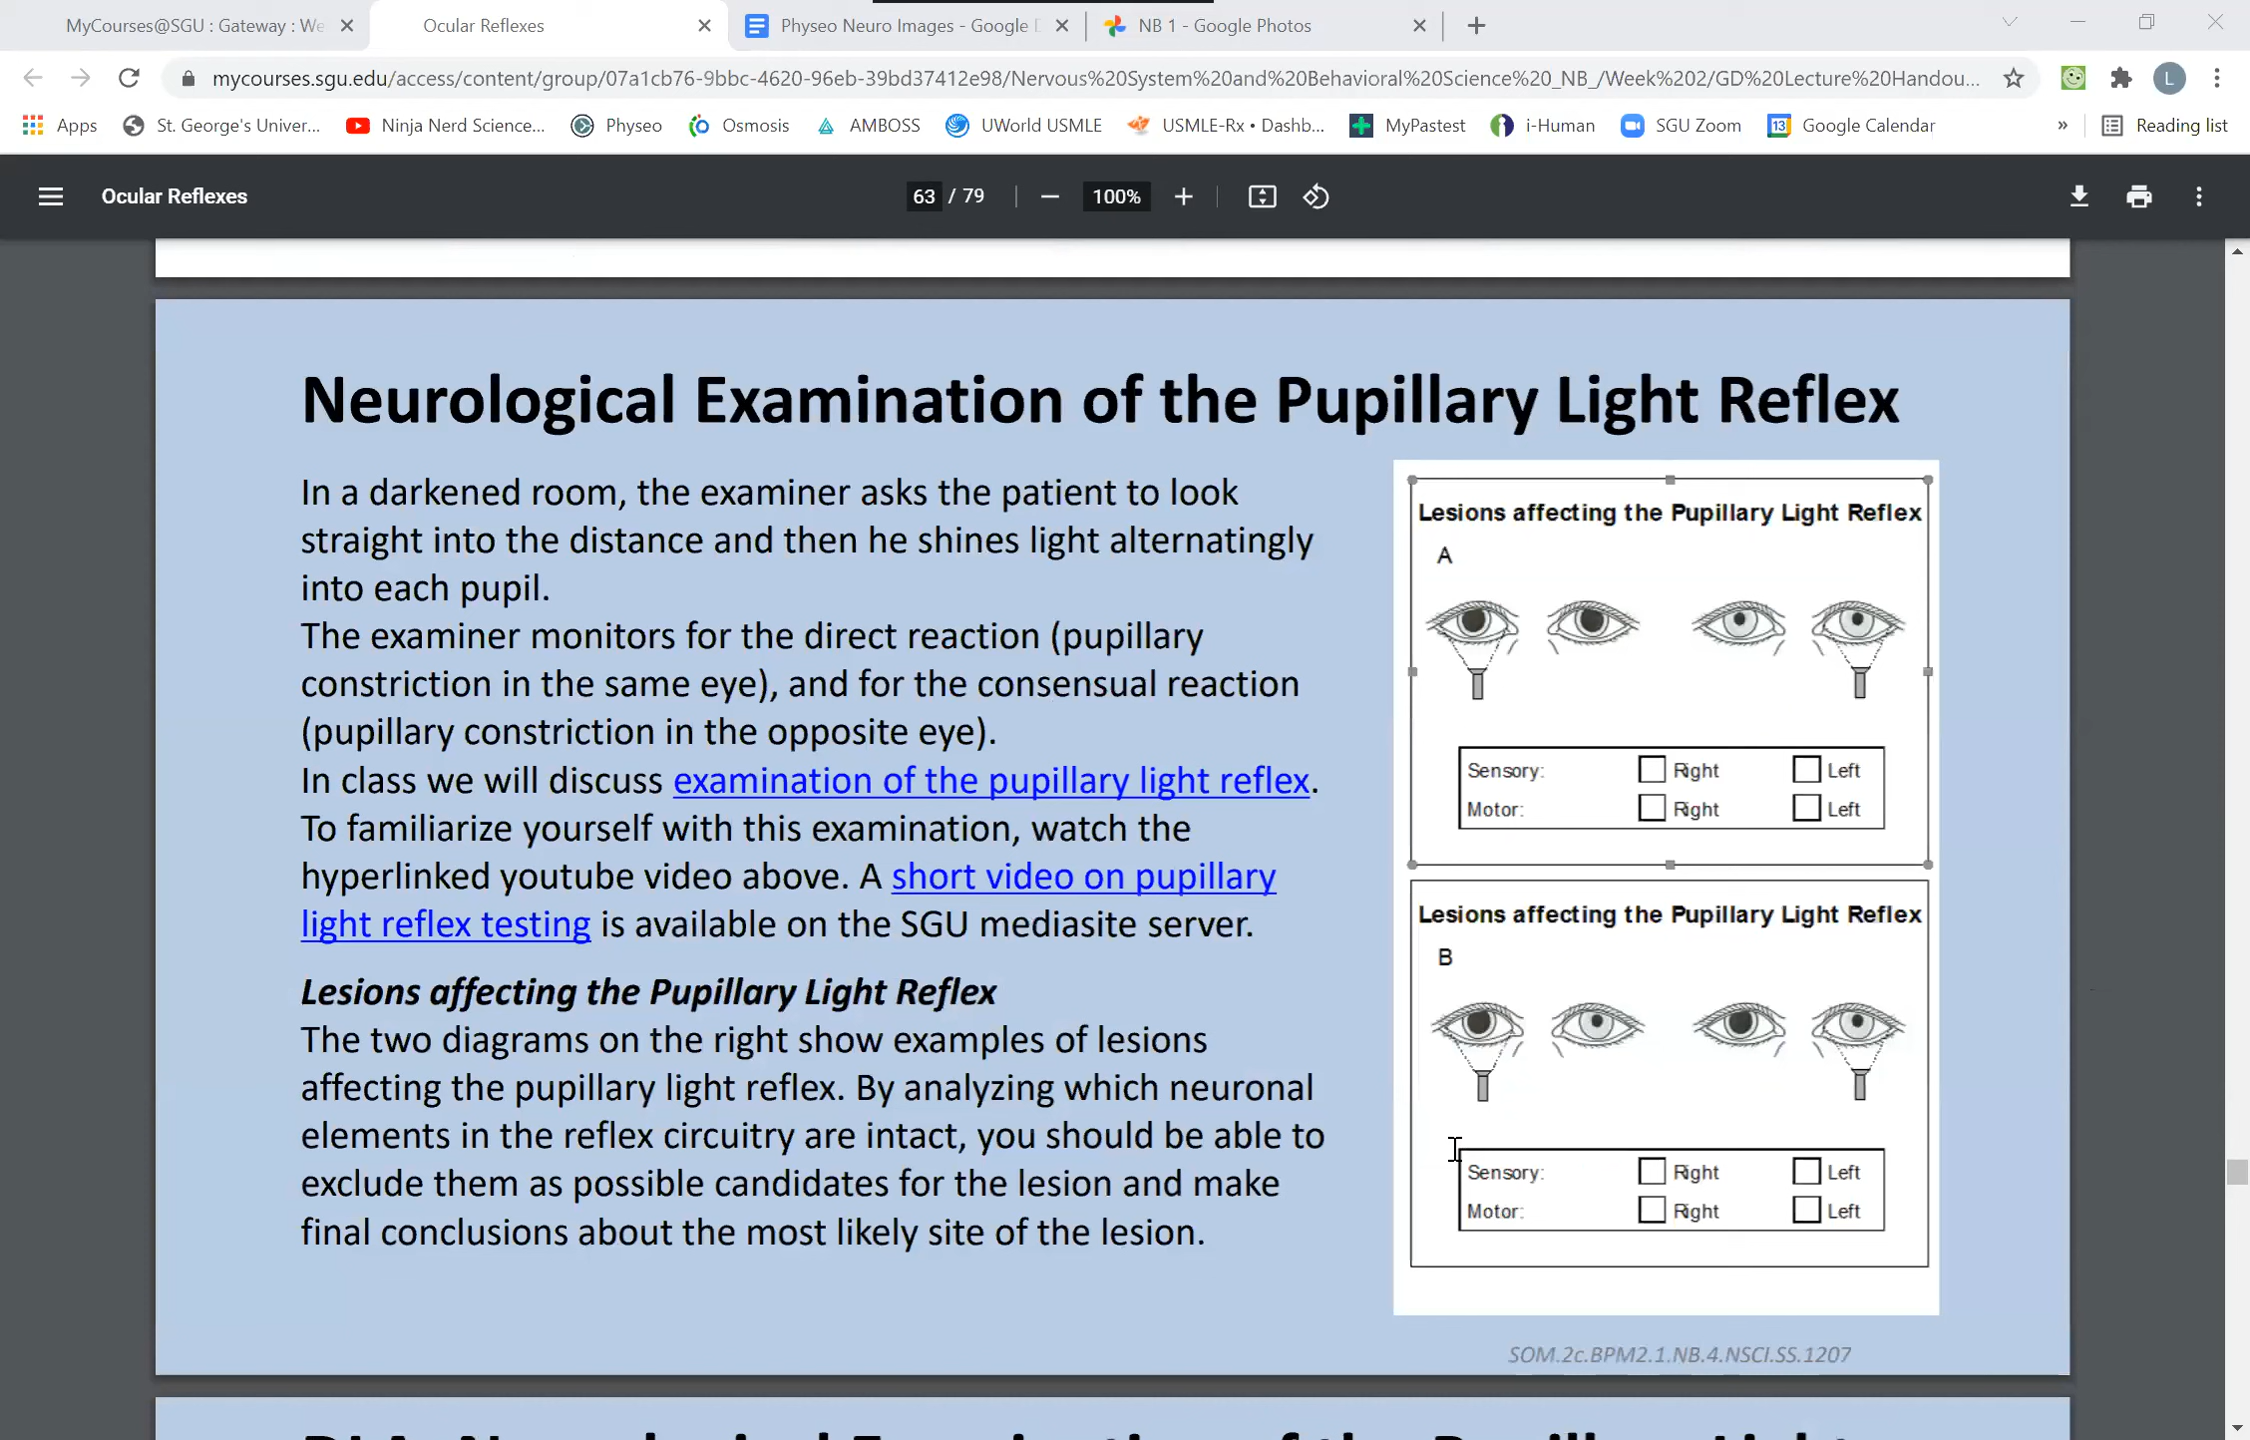 MyCourses@SGU : Gateway : We
Ocular Reflexes
Physeo Neuro Images - Google D
NB 1 - Google Photos
mycourses.sgu.edu/access/content/group/07a1cb76-9bbc-4620-96eb-39bd37412e98/Nervous%20System%20and%20Behavioral%20Science%20_NB_/Week%202/GD%20Lecture%20Handou...
L
Apps
St. George's Univer...
Ninja Nerd Science...
Physeo
Osmosis
AMBOSS
UWorld USMLE
USMLE-Rx • Dashb...
MyPastest
i-Human
SGU Zoom
13
Google Calendar
»
Reading list
Ocular Reflexes
63 / 79
100%
Neurological Examination of the Pupillary Light Reflex
In a darkened room, the examiner asks the patient to look
straight into the distance and then he shines light alternatingly
into each pupil.
The examiner monitors for the direct reaction (pupillary
constriction in the same eye), and for the consensual reaction
(pupillary constriction in the opposite eye).
In class we will discuss examination of the pupillary light reflex.
To familiarize yourself with this examination, watch the
hyperlinked youtube video above. A short video on pupillary
light reflex testing is available on the SGU mediasite server.
Lesions affecting the Pupillary Light Reflex
The two diagrams on the right show examples of lesions
affecting the pupillary light reflex. By analyzing which neuronal
elements in the reflex circuitry are intact, you should be able to
exclude them as possible candidates for the lesion and make
final conclusions about the most likely site of the lesion.
Lesions affecting the Pupillary Light Reflex
A
Sensory: Right Left
Motor: Right Left
Lesions affecting the Pupillary Light Reflex
B
Sensory: Right Left
Motor: Right Left
SOM.2c.BPM2.1.NB.4.NSCI.SS.1207